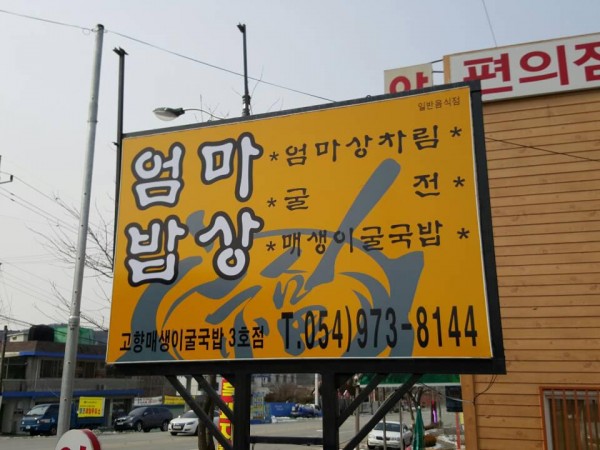 약 편의점
일반음식점
엄마
밥상
*엄마상차림*
*굴 전*
*매생이굴국밥*
福
고향매생이굴국밥 3호점
T.054)973-8144